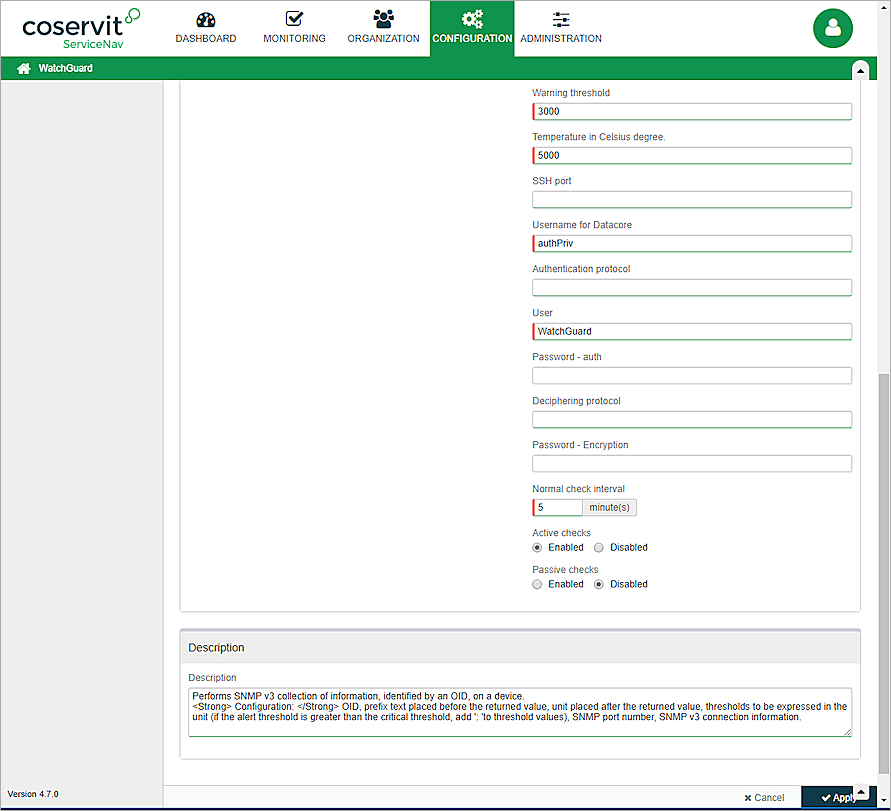 coservit
ServiceNav
DASHBOARD
MONITORING
ORGANIZATION
CONFIGURATION
ADMINISTRATION
WatchGuard
Warning threshold
3000
Temperature in Celsius degree.
5000
SSH port
Username for Datacore
authPriv
Authentication protocol
User
WatchGuard
Password - auth
Deciphering protocol
Password - Encryption
Normal check interval
5 minute(s)
Active checks
Enabled Disabled
Passive checks
Enabled Disabled
Description
Description
Performs SNMP v3 collection of information, identified by an OID, on a device.
<Strong> Configuration: </Strong> OID, prefix text placed before the returned value, unit placed after the returned value, thresholds to be expressed in the
unit (if the alert threshold is greater than the critical threshold, add ': 'to threshold values), SNMP port number, SNMP v3 connection information.
Version 4.7.0
Cancel
Apply